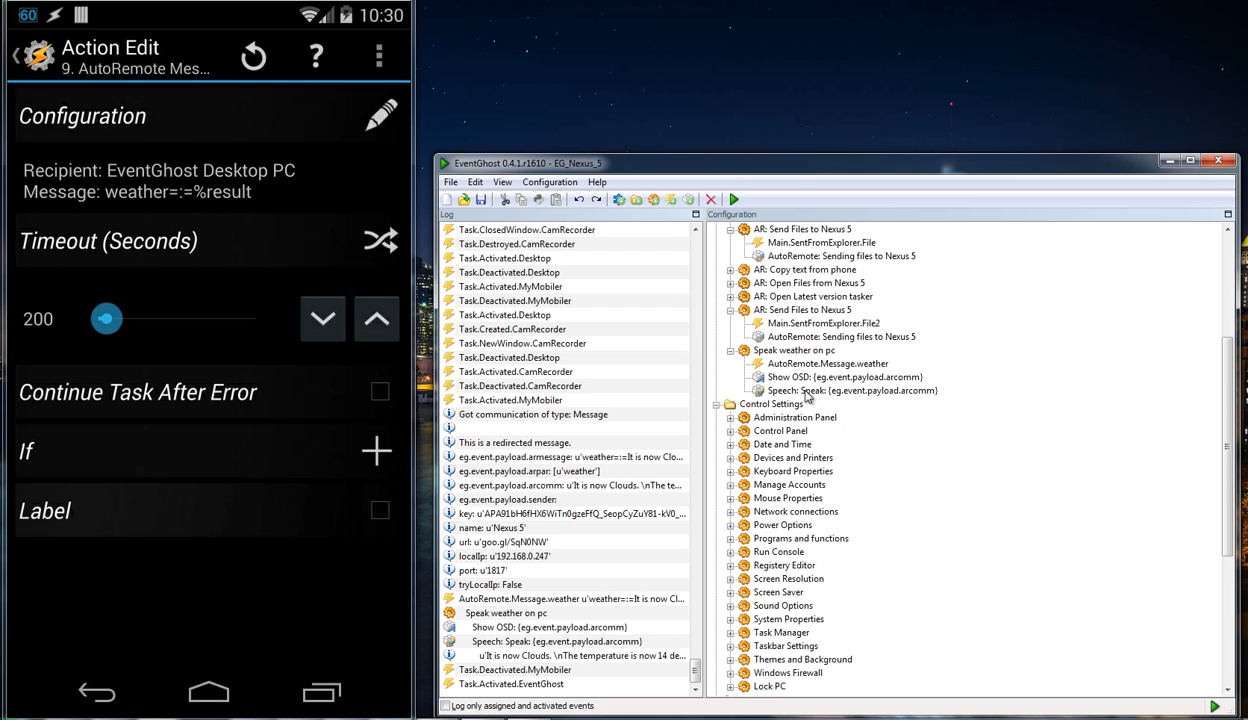 60
10:30
Action Edit
9. AutoRemote Mes...
Configuration
Recipient: EventGhost Desktop PC
Message: weather=:=%result
Timeout (Seconds)
200
Continue Task After Error
If
Label
EventGhost 0.4.1.r1610 - EG_Nexus_5
File Edit View Configuration Help
Log
Task.ClosedWindow.CamRecorder
Task.Destroyed.CamRecorder
Task.Activated.Desktop
Task.Deactivated.Desktop
Task.Activated.MyMobiler
Task.Deactivated.MyMobiler
Task.Activated.Desktop
Task.Created.CamRecorder
Task.NewWindow.CamRecorder
Task.Deactivated.Desktop
Task.Activated.CamRecorder
Task.Deactivated.CamRecorder
Task.Activated.MyMobiler
Got communication of type: Message
This is a redirected message.
eg.event.payload.armessage: u'weather=:=It is now Clo...
eg.event.payload.arpar: [u'weather']
eg.event.payload.arcomm: u'It is now Clouds. \nThe te...
eg.event.payload.sender:
key: u'APA91bH6fHX6WiTn0gzeFfQ_SeopCyZuY81-kV0_...
name: u'Nexus 5'
url: u'goo.gl/SqN0NW'
localIp: u'192.168.0.247'
port: u'1817'
tryLocalIp: False
AutoRemote.Message.weather u'weather=:=It is now Cl...
Speak weather on pc
Show OSD: {eg.event.payload.arcomm}
Speech: Speak: {eg.event.payload.arcomm}
u'It is now Clouds. \nThe temperature is now 14 de...
Task.Deactivated.MyMobiler
Task.Activated.EventGhost
Log only assigned and activated events
Configuration
AR: Send Files to Nexus 5
Main.SentFromExplorer.File
AutoRemote: Sending files to Nexus 5
AR: Copy text from phone
AR: Open Files from Nexus 5
AR: Open Latest version tasker
AR: Send Files to Nexus 5
Main.SentFromExplorer.File2
AutoRemote: Sending files to Nexus 5
Speak weather on pc
AutoRemote.Message.weather
Show OSD: {eg.event.payload.arcomm}
Speech: Speak: {eg.event.payload.arcomm}
Control Settings
Administration Panel
Control Panel
Date and Time
Devices and Printers
Keyboard Properties
Manage Accounts
Mouse Properties
Network connections
Power Options
Programs and functions
Run Console
Registery Editor
Screen Resolution
Screen Saver
Sound Options
System Properties
Task Manager
Taskbar Settings
Themes and Background
Windows Firewall
Lock PC